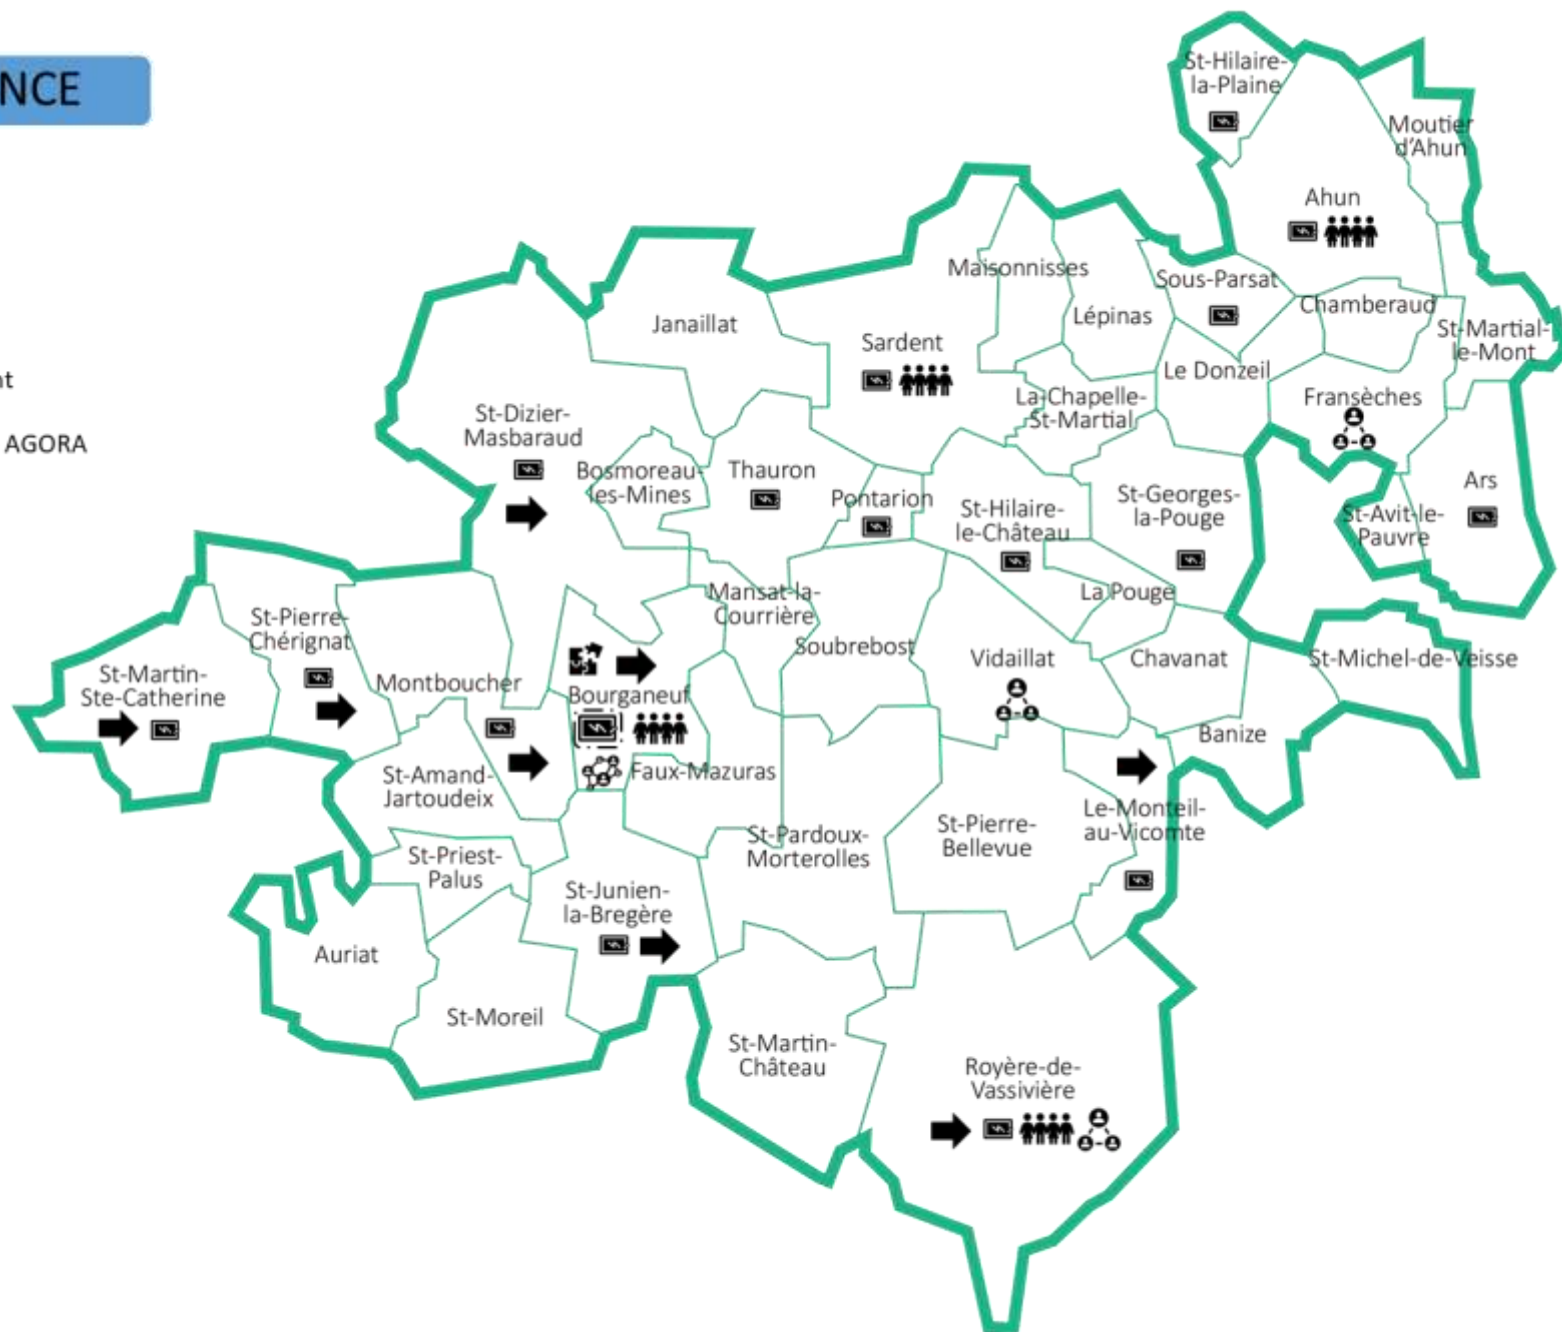 NCE
St-Hilaire-
la-Plaine
Moutier
d'Ahun
Ahun
Maisonnisses
Sous-Parsat
Chamberaud
Janaillat
Lépinas
St-Martial-
le-Mont
Sardent
Le Donzeil
nt
La-Chapelle-
St-Martial
Fransèches
St-Dizier-
Masbaraud
AGORA
Bosmoreau-
les-Mines
Thauron
Pontarion
St-Hilaire-
le-Château
St-Georges-
la-Pouge
Ars
St-Avit-le-
Pauvre
Mansat-la-
Courrière
La Pouge
St-Pierre-
Chérignat
Soubrebost
Vidaillat
Chavanat
St-Michel-de-Veisse
St-Martin-
Ste-Catherine
Montboucher
Bourganeuf
Banize
St-Amand-
Jartoudeix
Faux-Mazuras
Le-Monteil-
au-Vicomte
St-Pardoux-
Morterolles
St-Pierre-
Bellevue
St-Priest-
Palus
St-Junien-
la-Bregère
Auriat
St-Moreil
St-Martin-
Château
Royère-de-
Vassivière